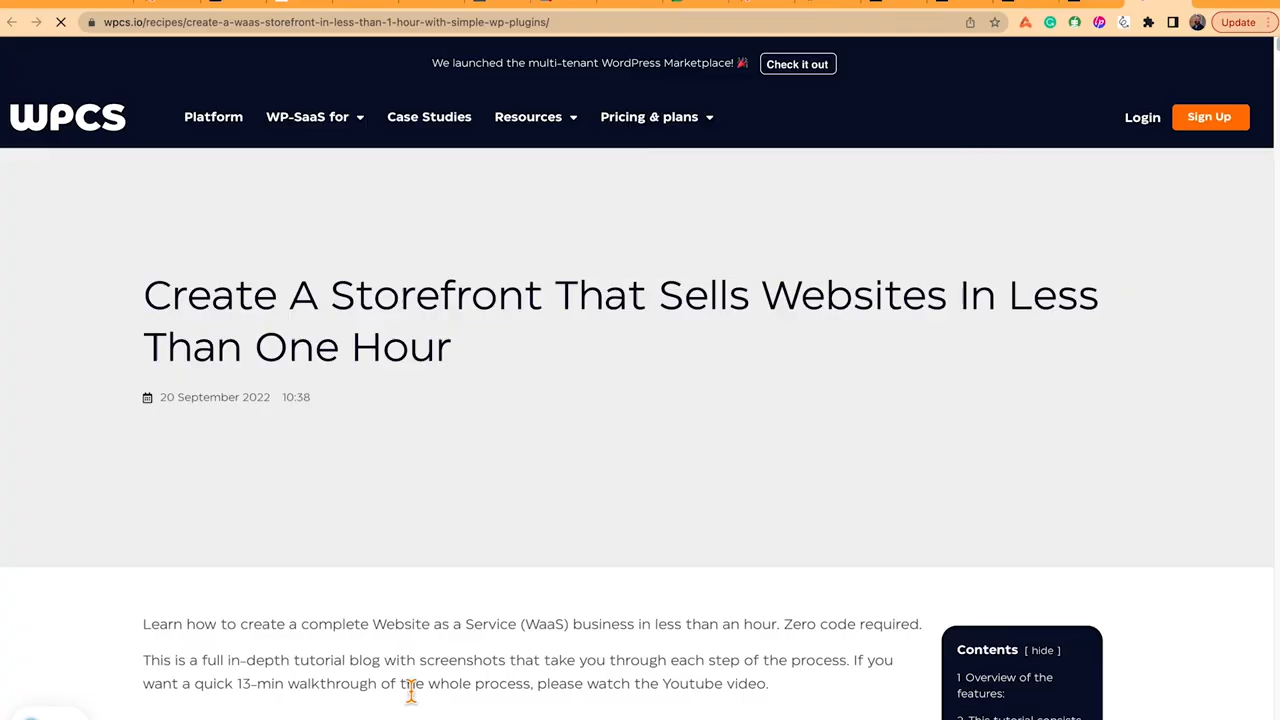 wpcs.io/recipes/create-a-waas-storefront-in-less-than-1-hour-with-simple-wp-plugins/
Update
We launched the multi-tenant WordPress Marketplace! 🎉 Check it out
WPCS
Platform WP-SaaS for Case Studies Resources Pricing & plans
Login Sign Up
Create A Storefront That Sells Websites In Less
Than One Hour
20 September 2022 10:38
Learn how to create a complete Website as a Service (WaaS) business in less than an hour. Zero code required.
This is a full in-depth tutorial blog with screenshots that take you through each step of the process. If you
want a quick 13-min walkthrough of the whole process, please watch the Youtube video.
Contents [ hide ]
1 Overview of the
features:
2 This tutorial consists